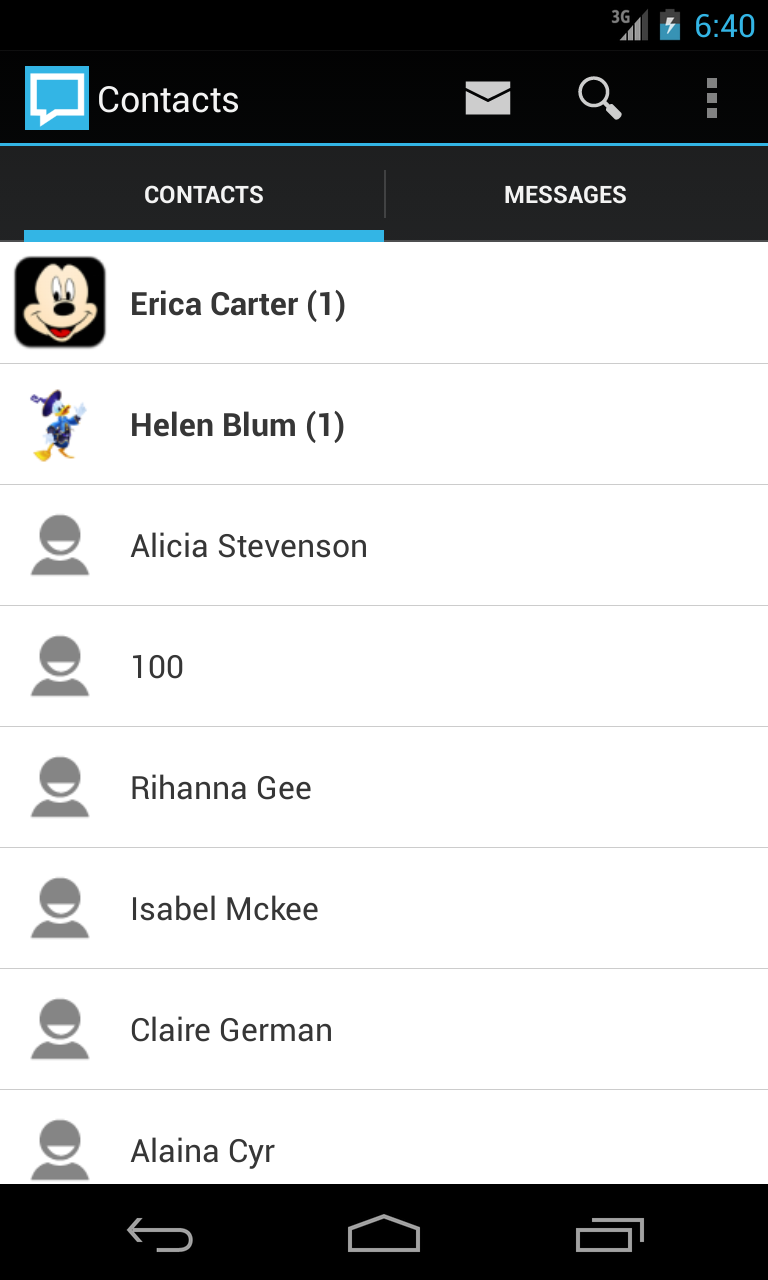 3G 6:40
Contacts
CONTACTS MESSAGES
Erica Carter (1)
Helen Blum (1)
Alicia Stevenson
100
Rihanna Gee
Isabel Mckee
Claire German
Alaina Cyr